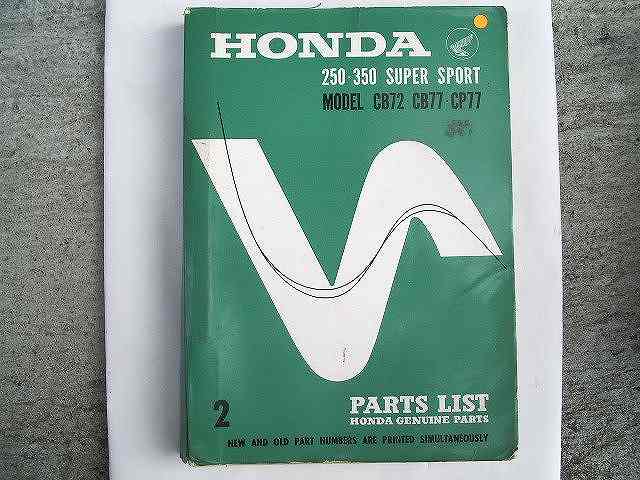 HONDA
250 350 SUPER SPORT
MODEL CB72 CB77 CP77
2
PARTS LIST
HONDA GENUINE PARTS
NEW AND OLD PART NUMBERS ARE PRINTED SIMULTANEOUSLY